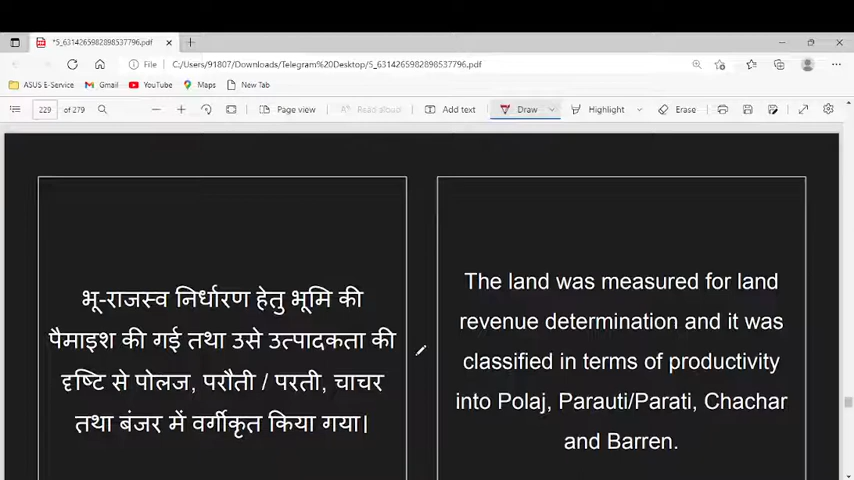 *5_6314265982898537796.pdf
File
C:/Users/91807/Downloads/Telegram%20Desktop/5_6314265982898537796.pdf
ASUS E-Service
Gmail
YouTube
Maps
New Tab
229 of 279
Page view
Read aloud
Add text
Draw
Highlight
Erase
भू-राजस्व निर्धारण हेतु भूमि की
पैमाइश की गई तथा उसे उत्पादकता की
दृष्टि से पोलज, परौती / परती, चाचर
तथा बंजर में वर्गीकृत किया गया।
The land was measured for land
revenue determination and it was
classified in terms of productivity
into Polaj, Parauti/Parati, Chachar
and Barren.